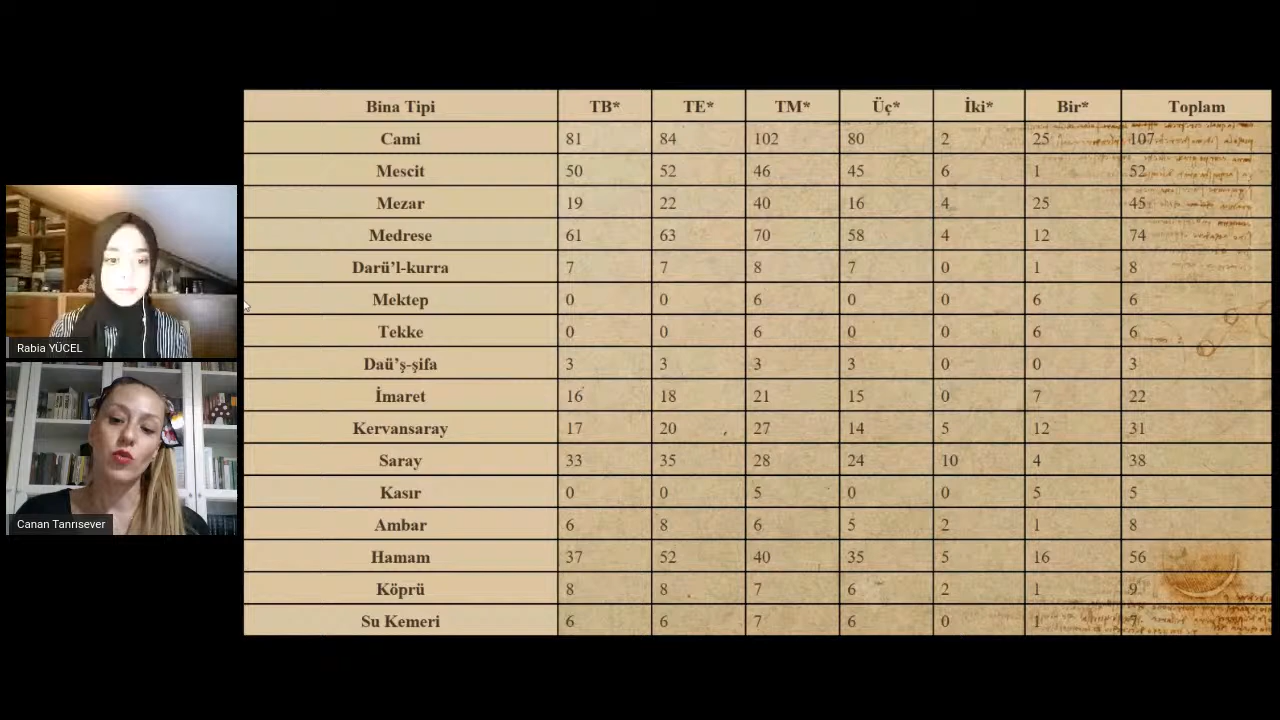 Bina Tipi TB* TE* TM* Üç* İki* Bir* Toplam
Cami 81 84 102 80 2 25 107
Mescit 50 52 46 45 6 1 52
Mezar 19 22 40 16 4 25 45
Medrese 61 63 70 58 4 12 74
Darü’l-kurra 7 7 8 7 0 1 8
Mektep 0 0 6 0 0 6 6
Tekke 0 0 6 0 0 6 6
Daü’ş-şifa 3 3 3 3 0 0 3
İmaret 16 18 21 15 0 7 22
Kervansaray 17 20 27 14 5 12 31
Saray 33 35 28 24 10 4 38
Kasır 0 0 5 0 0 5 5
Ambar 6 8 6 5 2 1 8
Hamam 37 52 40 35 5 16 56
Köprü 8 8 7 6 2 1 9
Su Kemeri 6 6 7 6 0 1 7
Rabia YÜCEL
Canan Tanrısever